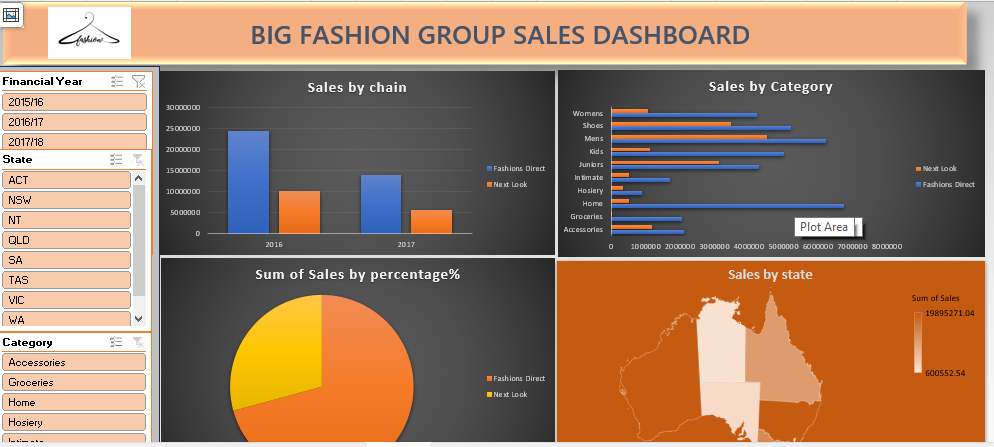 fashion
BIG FASHION GROUP SALES DASHBOARD
Financial Year
2015/16
2016/17
2017/18
State
ACT
NSW
NT
QLD
SA
TAS
VIC
WA
Category
Accessories
Groceries
Home
Hosiery
Intimate
Sales by chain
30000000
25000000
20000000
15000000
10000000
5000000
0
2016
2017
Fashions Direct
Next Look
Sales by Category
Womens
Shoes
Mens
Kids
Juniors
Intimate
Hosiery
Home
Groceries
Accessories
0 1000000 2000000 3000000 4000000 5000000 6000000 7000000 8000000
Next Look
Fashions Direct
Plot Area
Sum of Sales by percentage%
Fashions Direct
Next Look
Sales by state
Sum of Sales
19895271.04
600552.54